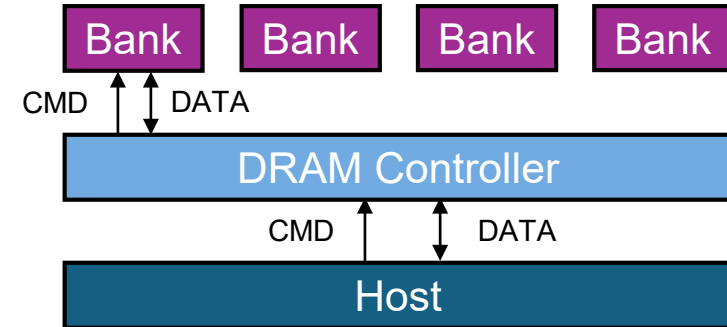 Bank Bank Bank Bank
CMD DATA
DRAM Controller
CMD DATA
Host